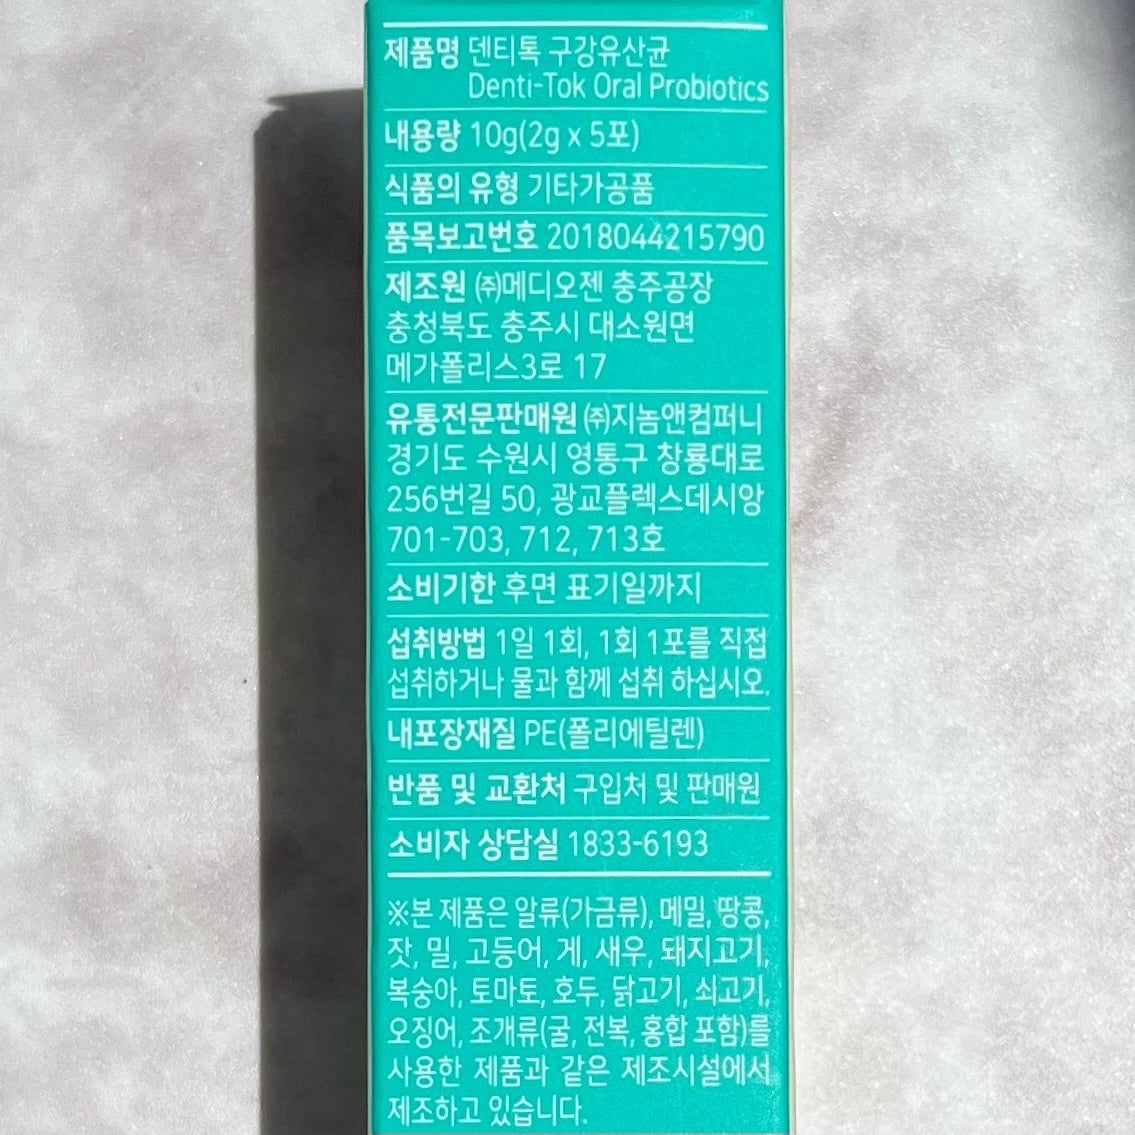 제품명 덴티톡 구강유산균
Denti-Tok Oral Probiotics
내용량 10g(2g x 5포)
식품의 유형 기타가공품
품목보고번호 2018044215790
제조원 ㈜메디오젠 충주공장
충청북도 충주시 대소원면
메가폴리스3로 17
유통전문판매원 ㈜지놈앤컴퍼니
경기도 수원시 영통구 창룡대로
256번길 50, 광교플렉스데시앙
701-703, 712, 713호
소비기한 후면 표기일까지
섭취방법 1일 1회, 1회 1포를 직접
섭취하거나 물과 함께 섭취 하십시오.
내포장재질 PE(폴리에틸렌)
반품 및 교환처 구입처 및 판매원
소비자 상담실 1833-6193
※본 제품은 알류(가금류), 메밀, 땅콩,
잣, 밀, 고등어, 게, 새우, 돼지고기,
복숭아, 토마토, 호두, 닭고기, 쇠고기,
오징어, 조개류(굴, 전복, 홍합 포함)를
사용한 제품과 같은 제조시설에서
제조하고 있습니다.